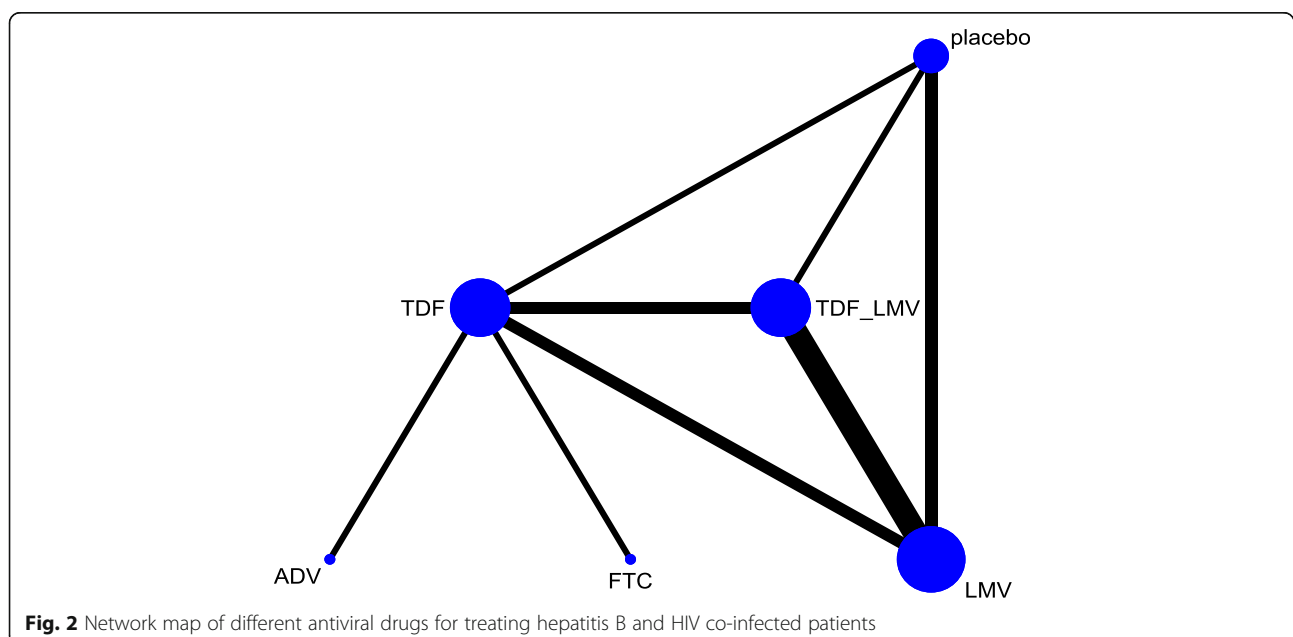 placebo
TDF
TDF_LMV
ADV
FTC
LMV
Fig. 2 Network map of different antiviral drugs for treating hepatitis B and HIV co-infected patients